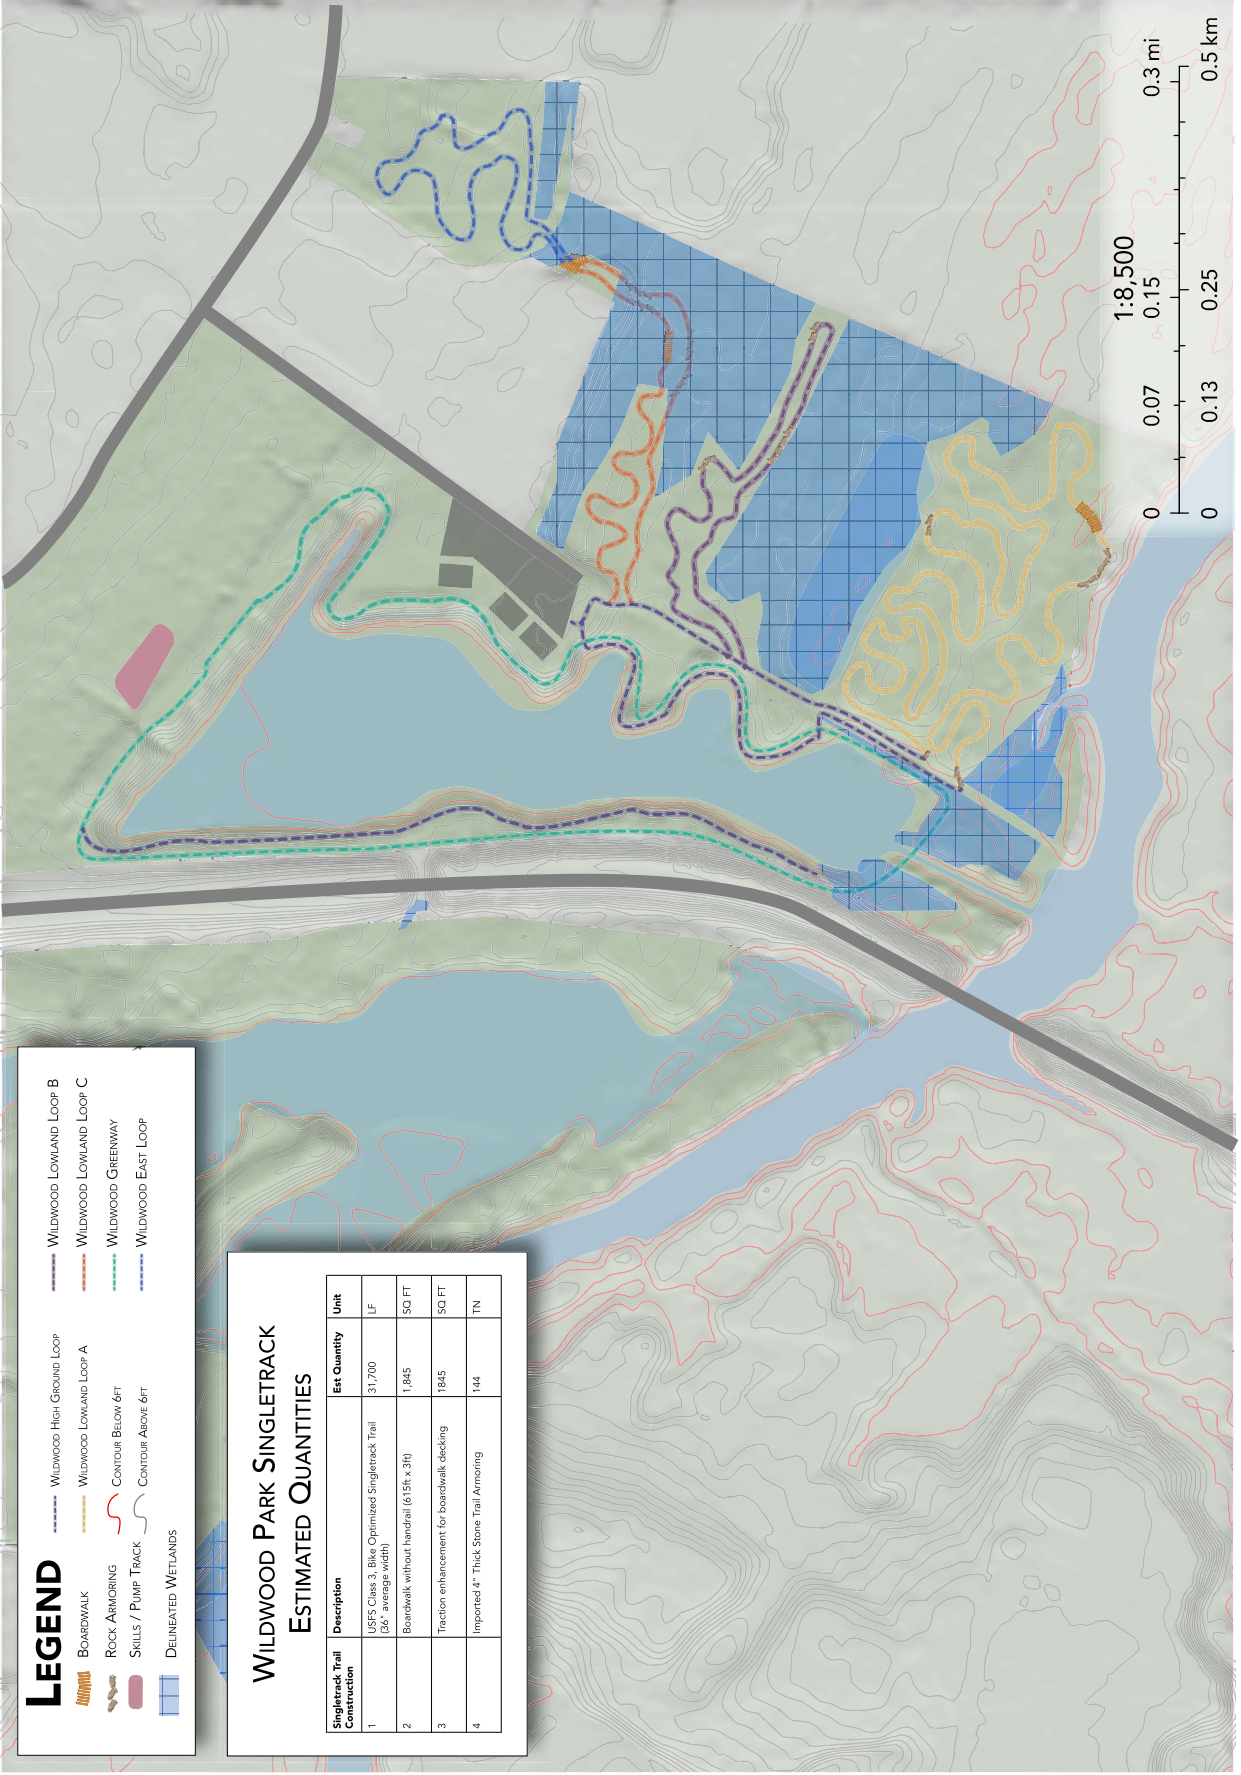 LEGEND
BOARDWALK
ROCK ARMORING
SKILLS / PUMP TRACK
DELINEATED WETLANDS
WILDWOOD HIGH GROUND LOOP
WILDWOOD LOWLAND LOOP A
CONTOUR BELOW 6FT
CONTOUR ABOVE 6FT
WILDWOOD LOWLAND LOOP B
WILDWOOD LOWLAND LOOP C
WILDWOOD GREENWAY
WILDWOOD EAST LOOP
WILDWOOD PARK SINGLETRACK
ESTIMATED QUANTITIES
Singletrack Trail Construction Description Est Quantity Unit
1 USFS Class 3, Bike Optimized Singletrack Trail (36" average width) 31,700 LF
2 Boardwalk without handrail (615ft x 3ft) 1,845 SQ FT
3 Traction enhancement for boardwalk decking 1845 SQ FT
4 Imported 4" Thick Stone Trail Armoring 144 TN
1:8,500
0 0.07 0.15 0.3 mi
0 0.13 0.25 0.5 km